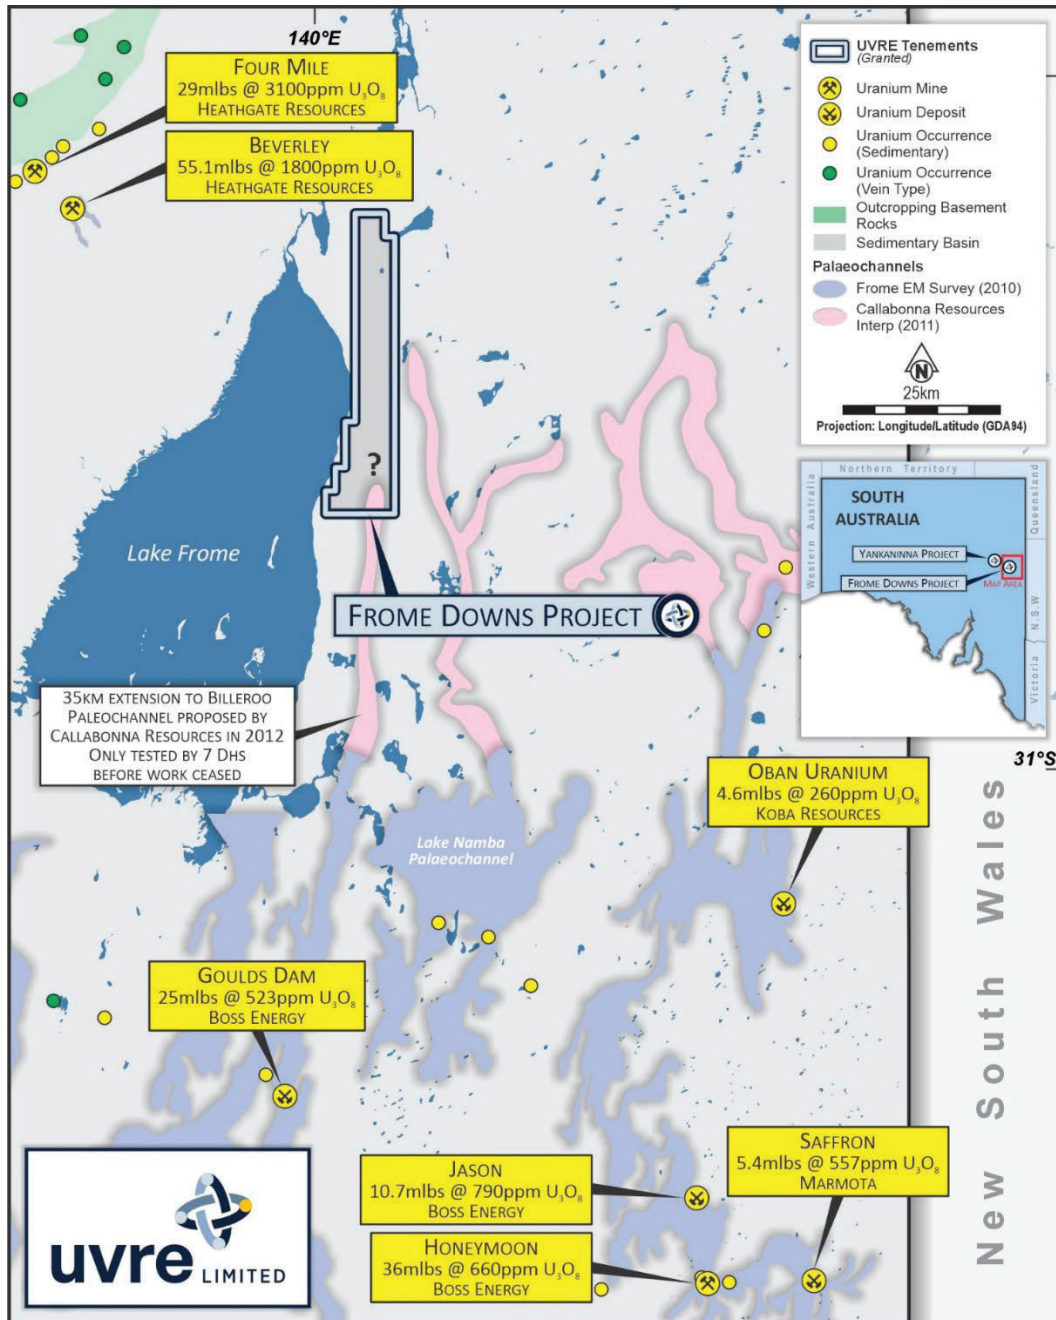 140°E
FOUR MILE
29mlbs @ 3100ppm U₃O₈
HEATHGATE RESOURCES
BEVERLEY
55.1mlbs @ 1800ppm U₃O₈
HEATHGATE RESOURCES
UVRE Tenements
(Granted)
Uranium Mine
Uranium Deposit
Uranium Occurrence
(Sedimentary)
Uranium Occurrence
(Vein Type)
Outcropping Basement
Rocks
Sedimentary Basin
Palaeochannels
Frome EM Survey (2010)
Callabonna Resources
Interp (2011)
N
25km
Projection: Longitude/Latitude (GDA94)
Northern Territory
Western Australia
SOUTH
AUSTRALIA
Queensland
YANKANINNA PROJECT
FROME DOWNS PROJECT
MAP AREA
N.S.W
Victoria
?
Lake Frome
FROME DOWNS PROJECT
35KM EXTENSION TO BILLEROO
PALEOCHANNEL PROPOSED BY
CALLABONNA RESOURCES IN 2012
ONLY TESTED BY 7 DHS
BEFORE WORK CEASED
31°S
OBAN URANIUM
4.6mlbs @ 260ppm U₃O₈
KOBA RESOURCES
Lake Namba
Palaeochannel
GOULDS DAM
25mlbs @ 523ppm U₃O₈
BOSS ENERGY
New South Wales
JASON
10.7mlbs @ 790ppm U₃O₈
BOSS ENERGY
SAFFRON
5.4mlbs @ 557ppm U₃O₈
MARMOTA
HONEYMOON
36mlbs @ 660ppm U₃O₈
BOSS ENERGY
uvre LIMITED